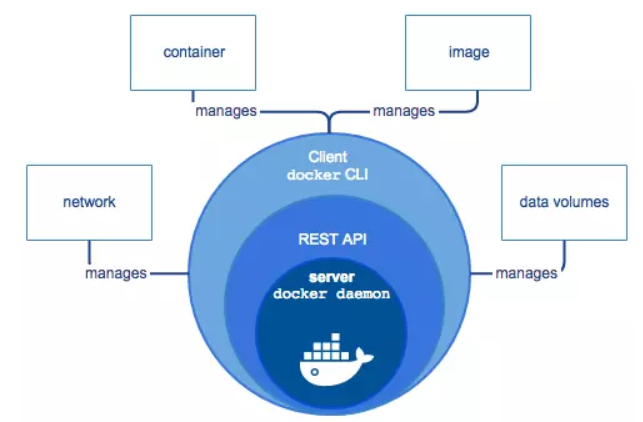 container
image
manages
manages
Client
docker CLI
network
data volumes
REST API
manages
manages
server
docker daemon